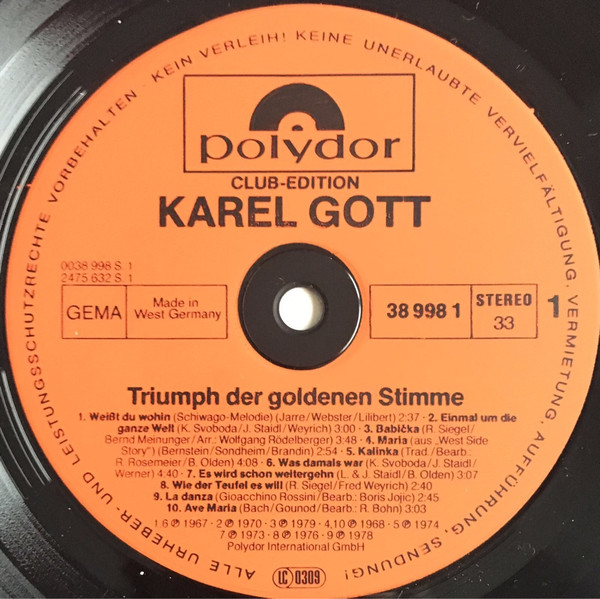 ALLE URHEBER- UND LEISTUNGSSCHUTZRECHTE VORBEHALTEN · KEIN VERLEIH! KEINE UNERLAUBTE VERVIELFÄLTIGUNG, VERMIETUNG, AUFFÜHRUNG, SENDUNG!
polydor
CLUB-EDITION
KAREL GOTT
0038 998 S 1
2475 632 S 1
GEMA
Made in
West Germany
38 998 1
STEREO
33
1
Triumph der goldenen Stimme
1. Weißt du wohin (Schiwago-Melodie) (Jarre/Webster/Lilibert) 2:37 · 2. Einmal um die
ganze Welt (K. Svoboda/J. Staidl/Weyrich) 3:00 · 3. Babička (R. Siegel/
Bernd Meinunger/Arr.: Wolfgang Rödelberger) 3:48 · 4. Maria (aus „West Side
Story") (Bernstein/Sondheim/Brandin) 2:54 · 5. Kalinka (Trad./Bearb.:
R. Rosemeier/B. Olden) 4:08 · 6. Was damals war (K. Svoboda/J. Staidl/
Werner) 4:40 · 7. Es wird schon weitergehn (L. & J. Staidl/B. Olden) 3:07
8. Wie der Teufel es will (R. Siegel/Fred Weyrich) 2:40
9. La danza (Gioacchino Rossini/Bearb.: Boris Jojic) 2:45
10. Ave Maria (Bach/Gounod/Bearb.: R. Bohn) 3:03
1.6 ℗ 1967 · 2 ℗ 1970 · 3 ℗ 1979 · 4,10 ℗ 1968 · 5 ℗ 1974
7 ℗ 1973 · 8 ℗ 1976 · 9 ℗ 1978
Polydor International GmbH
LC 0309